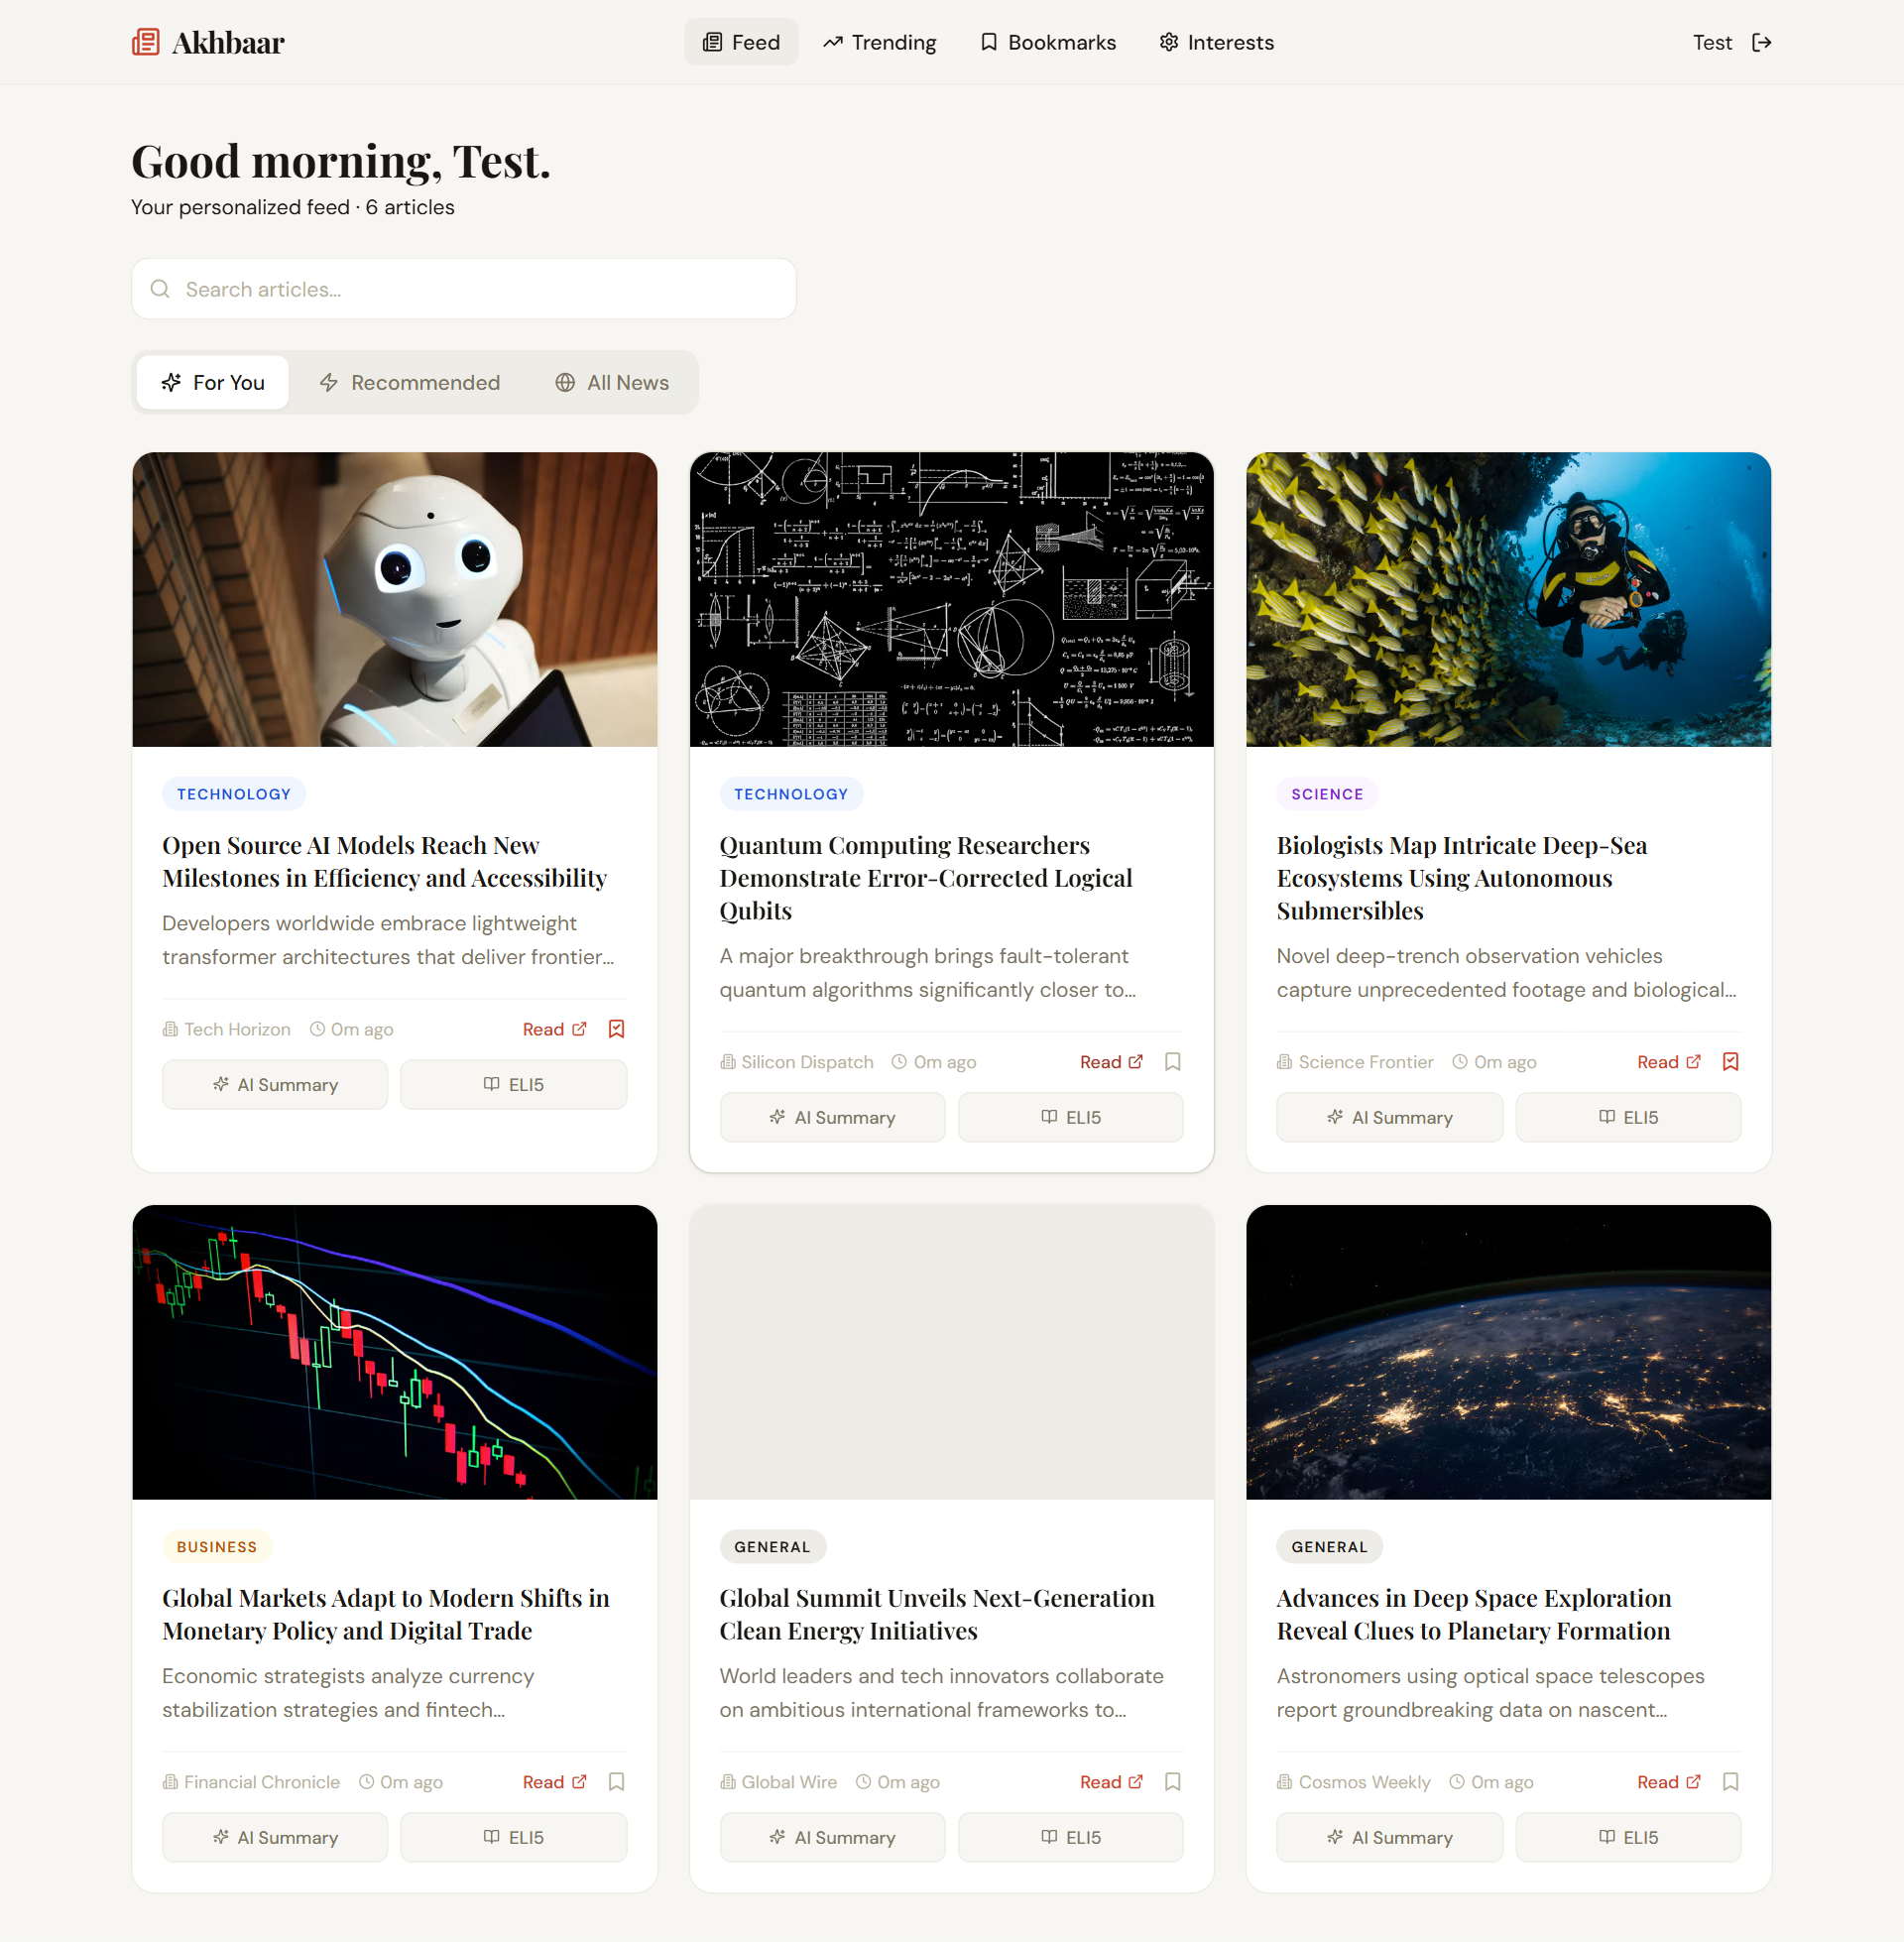 Akhbaar
Feed
Trending
Bookmarks
Interests
Test
Good morning, Test.
Your personalized feed · 6 articles
Search articles...
For You
Recommended
All News
TECHNOLOGY
Open Source AI Models Reach New
Milestones in Efficiency and Accessibility
Developers worldwide embrace lightweight
transformer architectures that deliver frontier...
Tech Horizon
0m ago
Read
AI Summary
ELI5
TECHNOLOGY
Quantum Computing Researchers
Demonstrate Error-Corrected Logical
Qubits
A major breakthrough brings fault-tolerant
quantum algorithms significantly closer to...
Silicon Dispatch
0m ago
Read
AI Summary
ELI5
SCIENCE
Biologists Map Intricate Deep-Sea
Ecosystems Using Autonomous
Submersibles
Novel deep-trench observation vehicles
capture unprecedented footage and biological...
Science Frontier
0m ago
Read
AI Summary
ELI5
BUSINESS
Global Markets Adapt to Modern Shifts in
Monetary Policy and Digital Trade
Economic strategists analyze currency
stabilization strategies and fintech...
Financial Chronicle
0m ago
Read
AI Summary
ELI5
GENERAL
Global Summit Unveils Next-Generation
Clean Energy Initiatives
World leaders and tech innovators collaborate
on ambitious international frameworks to...
Global Wire
0m ago
Read
AI Summary
ELI5
GENERAL
Advances in Deep Space Exploration
Reveal Clues to Planetary Formation
Astronomers using optical space telescopes
report groundbreaking data on nascent...
Cosmos Weekly
0m ago
Read
AI Summary
ELI5